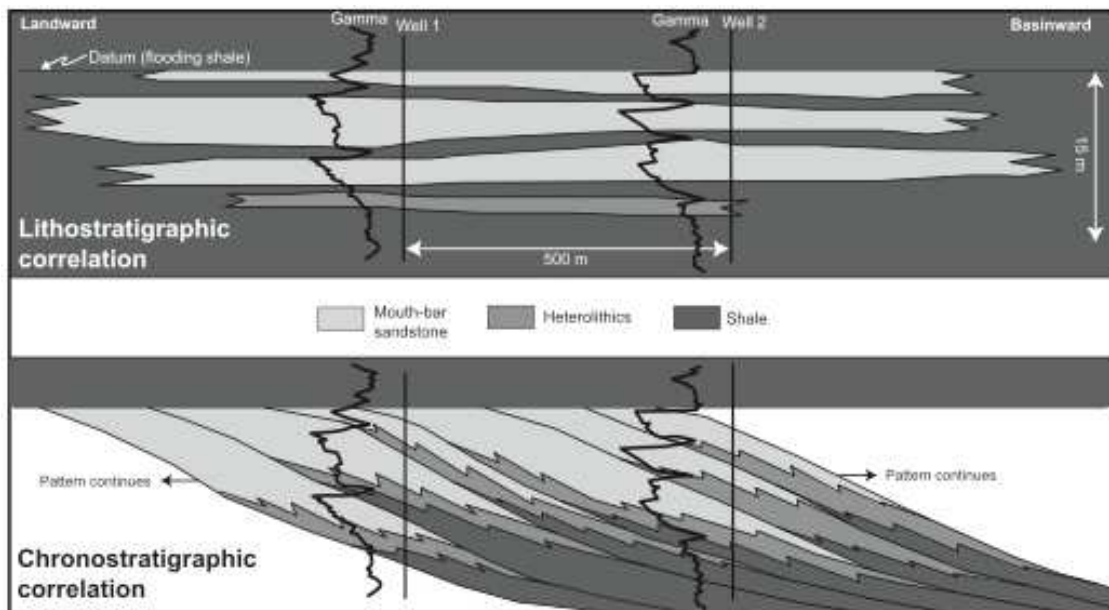 Landward
Gamma
Well 1
Gamma
Well 2
Basinward
Datum (flooding shale)
15 m
Lithostratigraphic
correlation
500 m
Mouth-bar
sandstone
Heterolithics
Shale
Pattern continues
Pattern continues
Chronostratigraphic
correlation